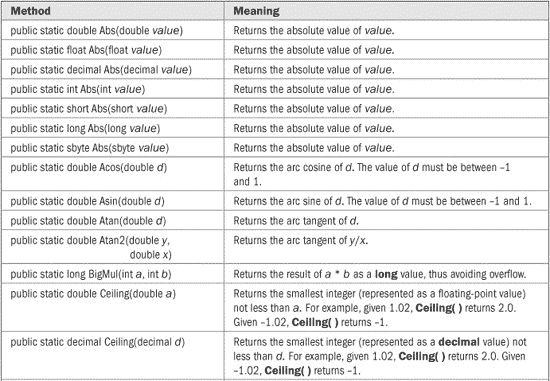 Method Meaning
public static double Abs(double value) Returns the absolute value of value.
public static float Abs(float value) Returns the absolute value of value.
public static decimal Abs(decimal value) Returns the absolute value of value.
public static int Abs(int value) Returns the absolute value of value.
public static short Abs(short value) Returns the absolute value of value.
public static long Abs(long value) Returns the absolute value of value.
public static sbyte Abs(sbyte value) Returns the absolute value of value.
public static double Acos(double d) Returns the arc cosine of d. The value of d must be between –1
and 1.
public static double Asin(double d) Returns the arc sine of d. The value of d must be between –1 and 1.
public static double Atan(double d) Returns the arc tangent of d.
public static double Atan2(double y, Returns the arc tangent of y/x.
double x)
public static long BigMul(int a, int b) Returns the result of a * b as a long value, thus avoiding overflow.
public static double Ceiling(double a) Returns the smallest integer (represented as a floating-point value)
not less than a. For example, given 1.02, Ceiling( ) returns 2.0.
Given –1.02, Ceiling( ) returns –1.
public static decimal Ceiling(decimal d) Returns the smallest integer (represented as a decimal value) not
less than d. For example, given 1.02, Ceiling( ) returns 2.0. Given
–1.02, Ceiling( ) returns –1.